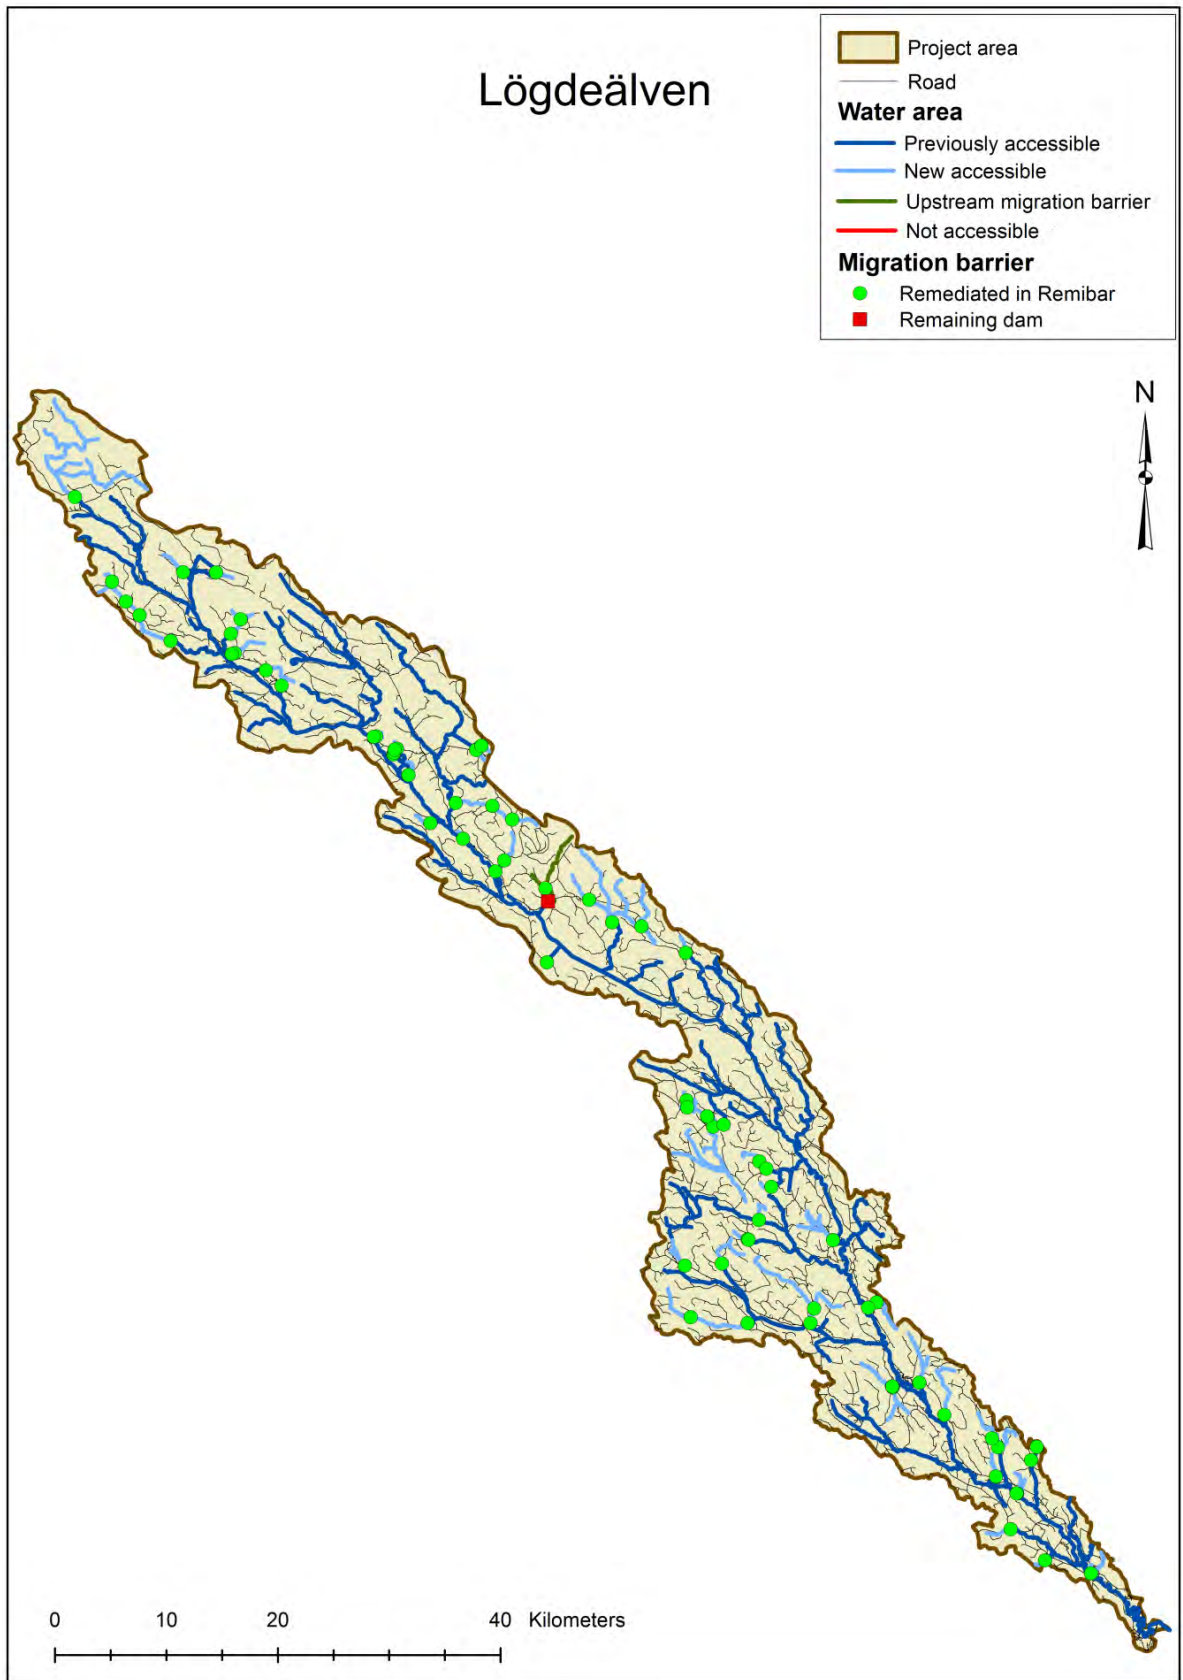 Lögdeälven
Project area
Road
Water area
Previously accessible
New accessible
Upstream migration barrier
Not accessible
Migration barrier
Remediated in Remibar
Remaining dam
N
0 10 20 40 Kilometers